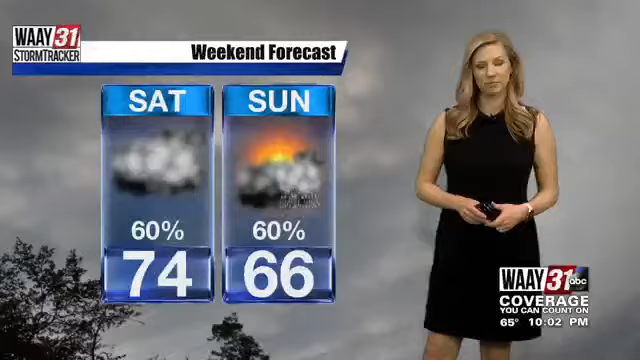 WAAY 31
STORMTRACKER
Weekend Forecast
SAT
SUN
60%
60%
74
66
WAAY 31 abc
COVERAGE
YOU CAN COUNT ON
65° 10:02 PM